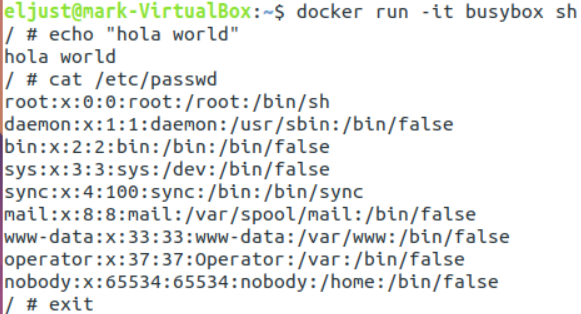 eljust@mark-VirtualBox:~$ docker run -it busybox sh
/ # echo "hola world"
hola world
/ # cat /etc/passwd
root:x:0:0:root:/root:/bin/sh
daemon:x:1:1:daemon:/usr/sbin:/bin/false
bin:x:2:2:bin:/bin:/bin/false
sys:x:3:3:sys:/dev:/bin/false
sync:x:4:100:sync:/bin:/bin/sync
mail:x:8:8:mail:/var/spool/mail:/bin/false
www-data:x:33:33:www-data:/var/www:/bin/false
operator:x:37:37:Operator:/var:/bin/false
nobody:x:65534:65534:nobody:/home:/bin/false
/ # exit